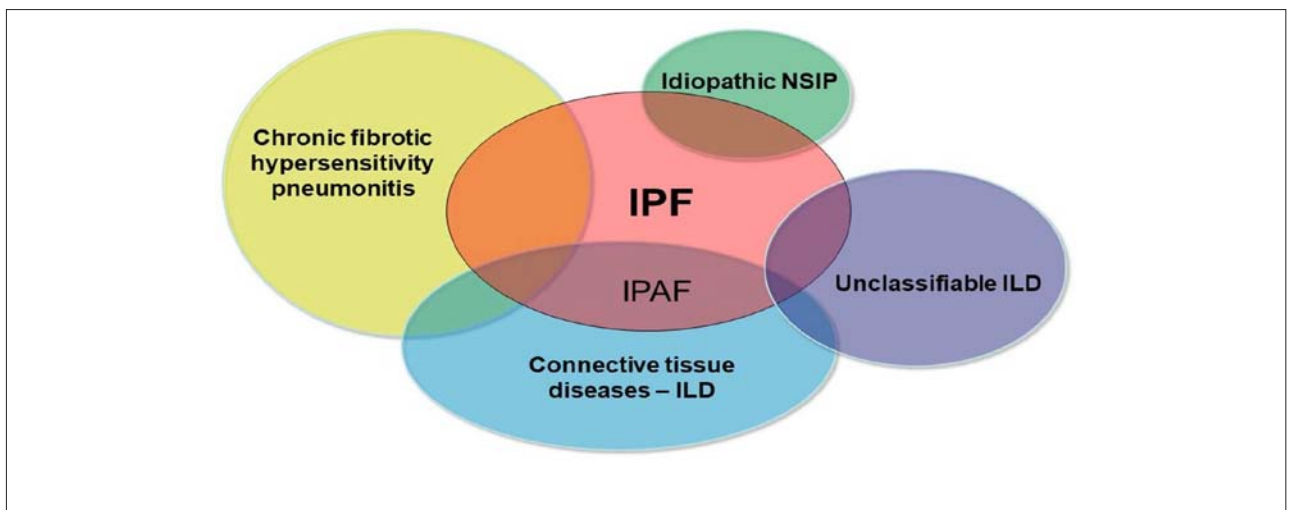 Idiopathic NSIP
Chronic fibrotic
hypersensitivity
pneumonitis
IPF
IPAF
Unclassifiable ILD
Connective tissue
diseases – ILD